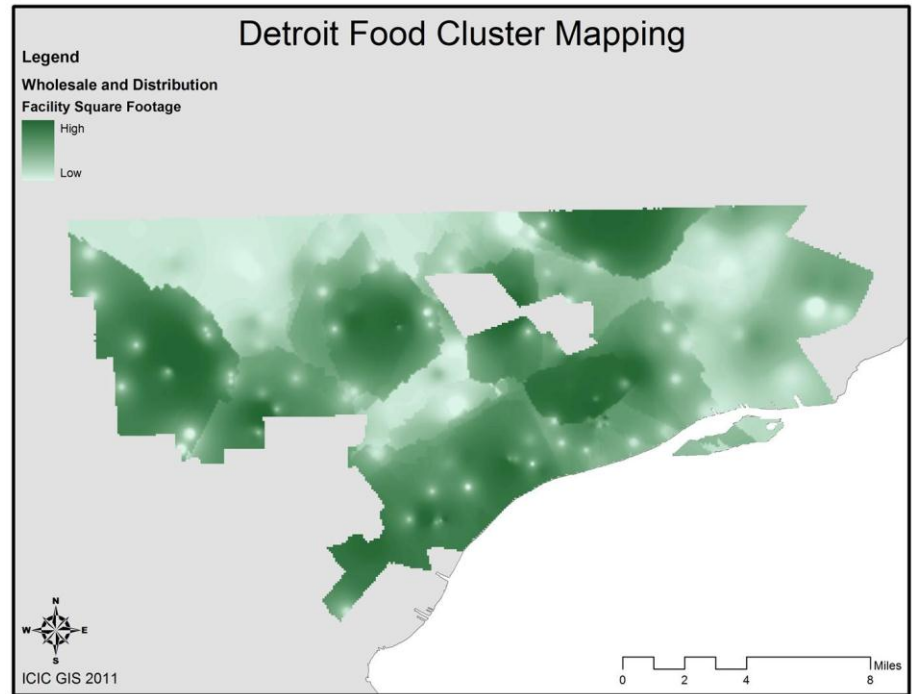 Detroit Food Cluster Mapping
Legend
Wholesale and Distribution
Facility Square Footage
High
Low
N
W E
S
ICIC GIS 2011
Miles
0 2 4 8